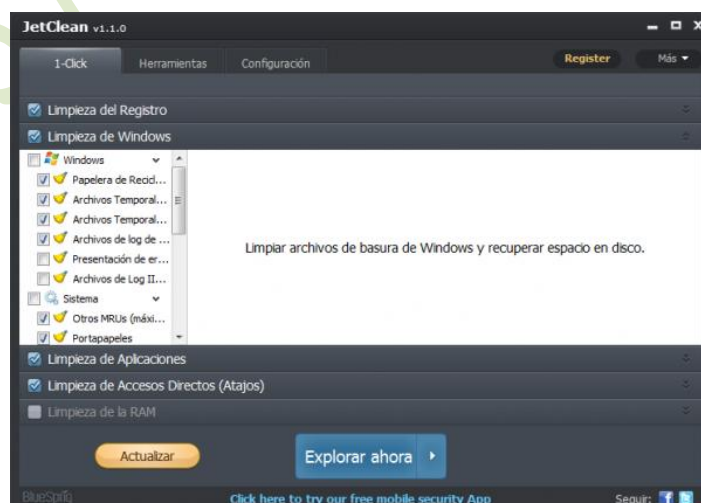 JetClean v1.1.0
1-Click Herramientas Configuración Register Más
Limpieza del Registro
Limpieza de Windows
Windows
Papelera de Recicl...
Archivos Temporal...
Archivos Temporal...
Archivos de log de ...
Presentación de er...
Archivos de Log II...
Sistema
Otros MRUs (máxi...
Portapapeles
Limpiar archivos de basura de Windows y recuperar espacio en disco.
Limpieza de Aplicaciones
Limpieza de Accesos Directos (Atajos)
Limpieza de la RAM
Actualizar Explorar ahora
BlueSprig Click here to try our free mobile security App Seguir: